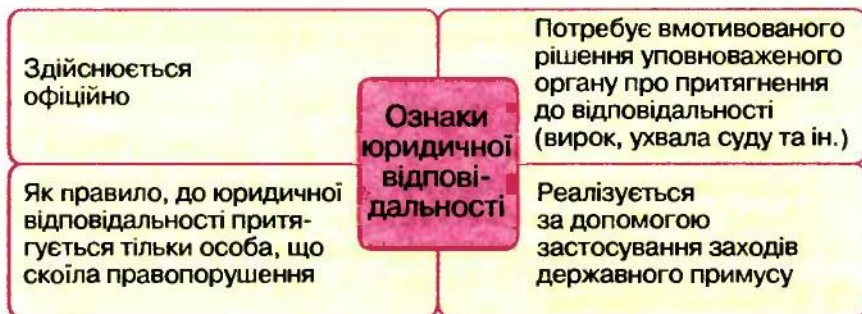 Здійснюється
офіційно
Потребує вмотивованого
рішення уповноваженого
органу про притягнення
до відповідальності
(вирок, ухвала суду та ін.)
Ознаки
юридичної
відпові-
дальності
Як правило, до юридичної
відповідальності притя-
гується тільки особа, що
скоїла правопорушення
Реалізується
за допомогою
застосування заходів
державного примусу